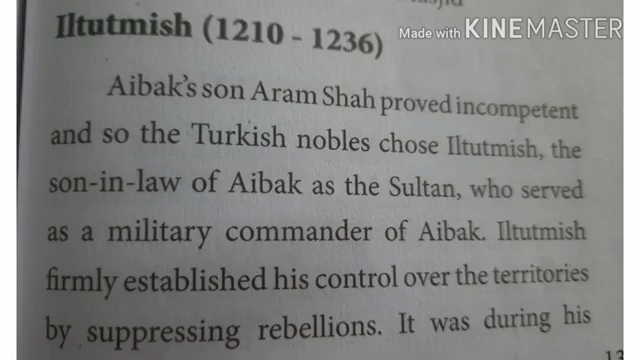 Iltutmish (1210 - 1236)
Made with KINEMASTER
Aibak's son Aram Shah proved incompetent
and so the Turkish nobles chose Iltutmish, the
son-in-law of Aibak as the Sultan, who served
as a military commander of Aibak. Iltutmish
firmly established his control over the territories
by suppressing rebellions. It was during his